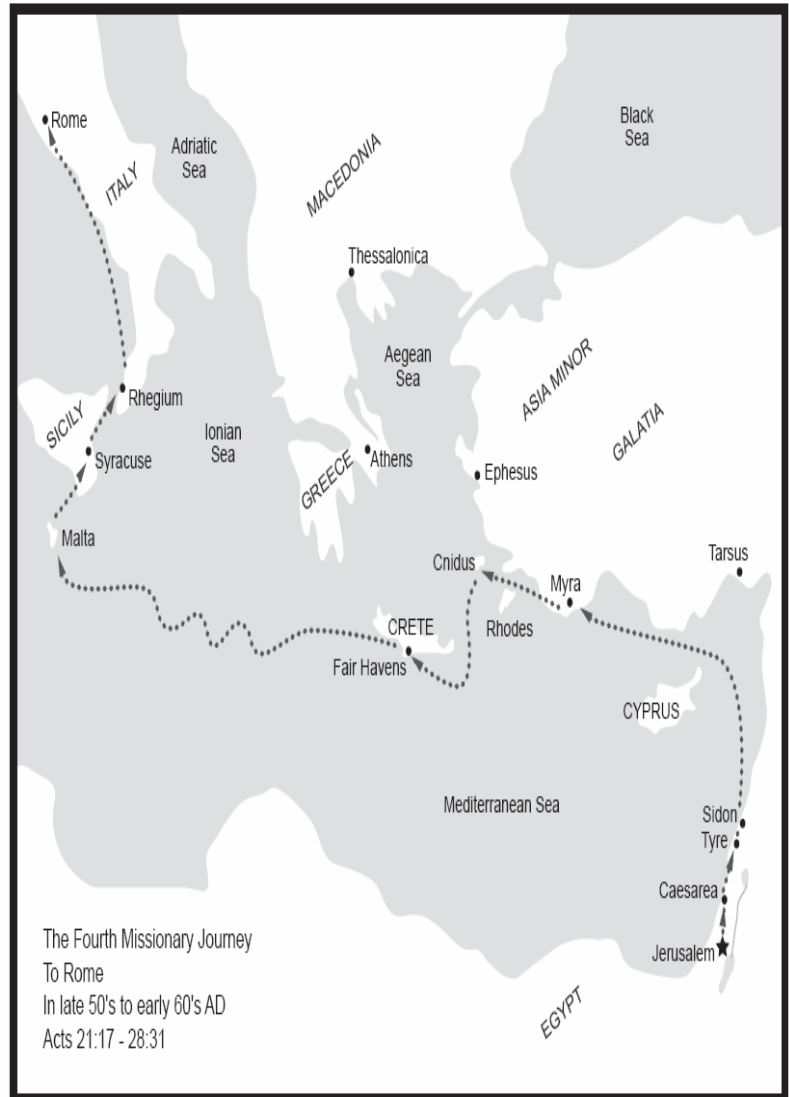 Rome
Adriatic
Sea
Black
Sea
ITALY
MACEDONIA
Thessalonica
Aegean
Sea
ASIA MINOR
GALATIA
Rhegium
SICILY
Ionian
Sea
Syracuse
GREECE
Athens
Ephesus
Malta
Cnidus
Myra
Tarsus
CRETE
Rhodes
Fair Havens
CYPRUS
Mediterranean Sea
Sidon
Tyre
Caesarea
Jerusalem
EGYPT
The Fourth Missionary Journey
To Rome
In late 50's to early 60's AD
Acts 21:17 - 28:31